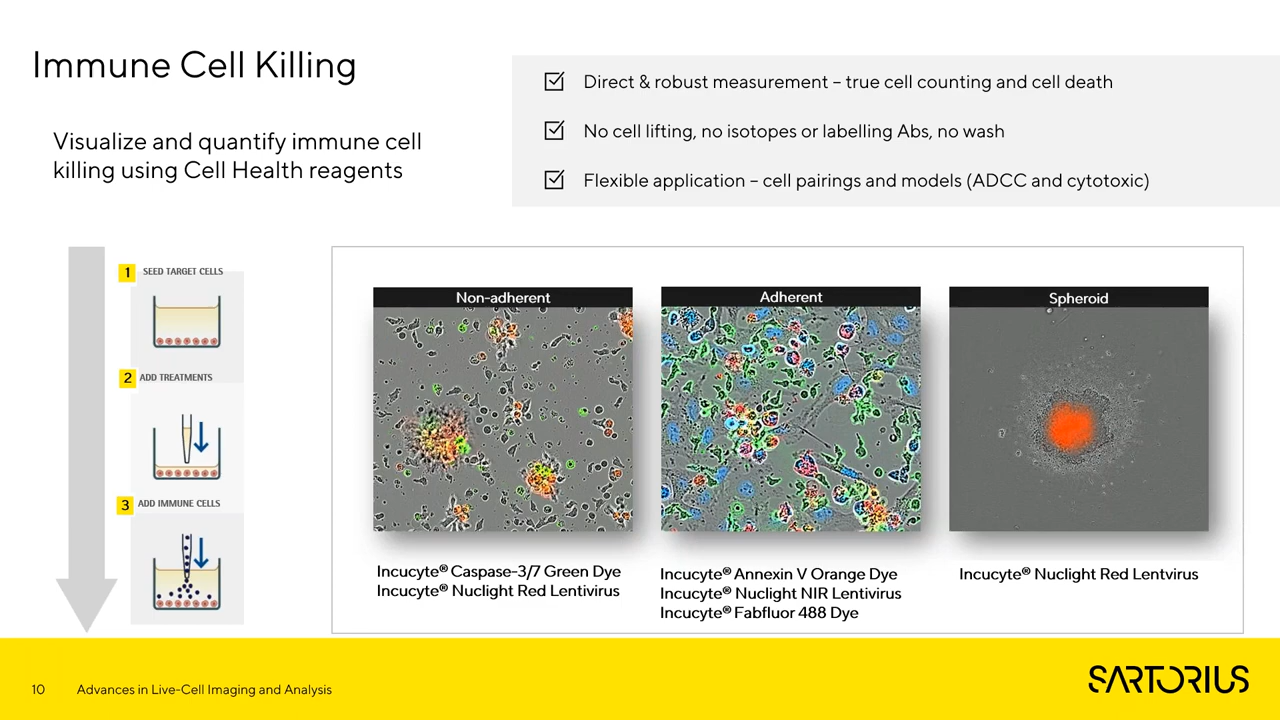 Immune Cell Killing
Visualize and quantify immune cell
killing using Cell Health reagents
Direct & robust measurement – true cell counting and cell death
No cell lifting, no isotopes or labelling Abs, no wash
Flexible application – cell pairings and models (ADCC and cytotoxic)
1 SEED TARGET CELLS
2 ADD TREATMENTS
3 ADD IMMUNE CELLS
Non-adherent
Incucyte® Caspase-3/7 Green Dye
Incucyte® Nuclight Red Lentivirus
Adherent
Incucyte® Annexin V Orange Dye
Incucyte® Nuclight NIR Lentivirus
Incucyte® Fabfluor 488 Dye
Spheroid
Incucyte® Nuclight Red Lentvirus
10 Advances in Live-Cell Imaging and Analysis
SARTORIUS